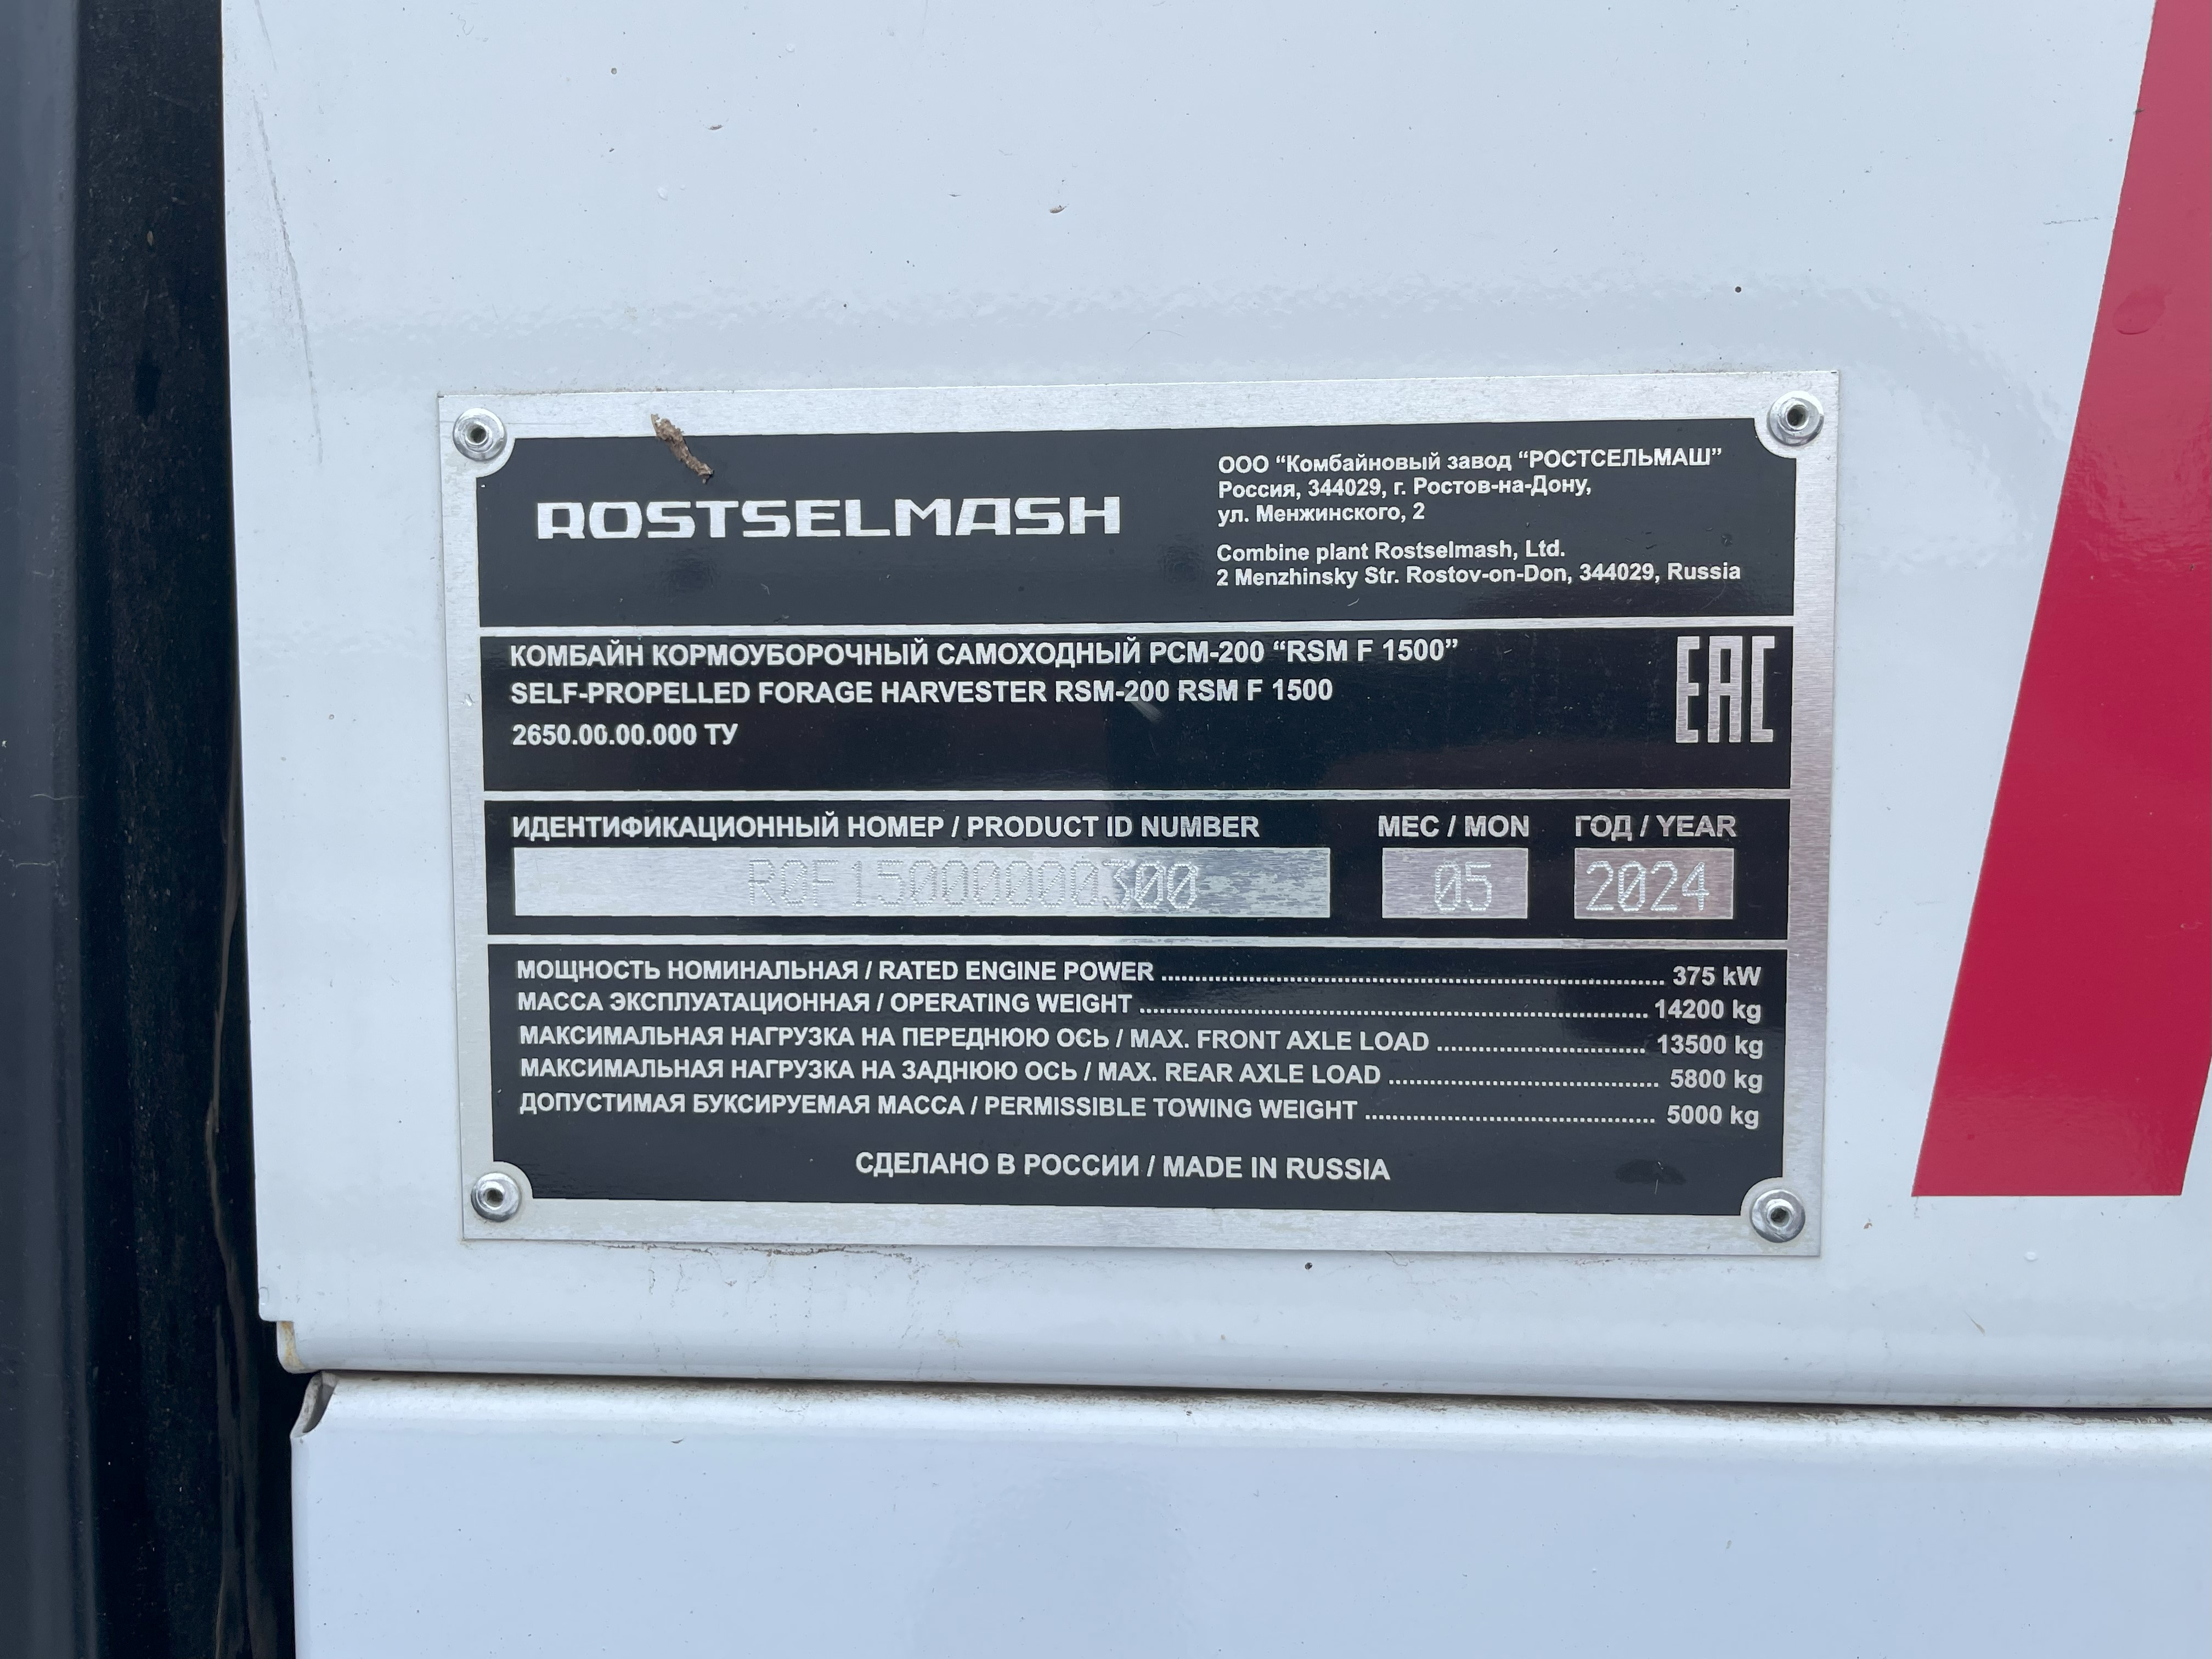 ROSTSELMASH
ООО “Комбайновый завод “РОСТСЕЛЬМАШ”
Россия, 344029, г. Ростов-на-Дону,
ул. Менжинского, 2
Combine plant Rostselmash, Ltd.
2 Menzhinsky Str. Rostov-on-Don, 344029, Russia
КОМБАЙН КОРМОУБОРОЧНЫЙ САМОХОДНЫЙ РСМ-200 “RSM F 1500”
SELF-PROPELLED FORAGE HARVESTER RSM-200 RSM F 1500
2650.00.00.000 ТУ
EAC
ИДЕНТИФИКАЦИОННЫЙ НОМЕР / PRODUCT ID NUMBER МЕС / MON ГОД / YEAR
R0F15000000300 05 2024
МОЩНОСТЬ НОМИНАЛЬНАЯ / RATED ENGINE POWER ........ 375 kW
МАССА ЭКСПЛУАТАЦИОННАЯ / OPERATING WEIGHT ........ 14200 kg
МАКСИМАЛЬНАЯ НАГРУЗКА НА ПЕРЕДНЮЮ ОСЬ / MAX. FRONT AXLE LOAD ........ 13500 kg
МАКСИМАЛЬНАЯ НАГРУЗКА НА ЗАДНЮЮ ОСЬ / MAX. REAR AXLE LOAD ........ 5800 kg
ДОПУСТИМАЯ БУКСИРУЕМАЯ МАССА / PERMISSIBLE TOWING WEIGHT ........ 5000 kg
СДЕЛАНО В РОССИИ / MADE IN RUSSIA